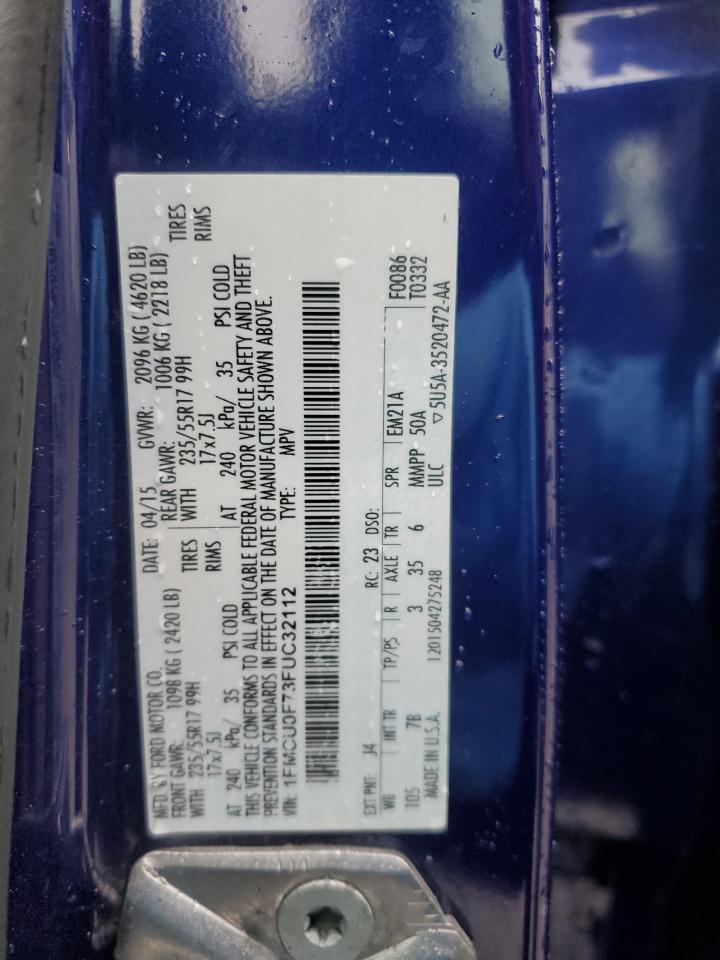 MFD. BY FORD MOTOR CO. DATE: 04/15 GVWR: 2096 KG ( 4620 LB)
FRONT GAWR: 1098 KG ( 2420 LB) REAR GAWR: 1006 KG ( 2218 LB)
WITH 235/55R17 99H TIRES WITH 235/55R17 99H TIRES
17x7.5J RIMS 17x7.5J RIMS
AT 240 kPa/ 35 PSI COLD AT 240 kPa/ 35 PSI COLD
THIS VEHICLE CONFORMS TO ALL APPLICABLE FEDERAL MOTOR VEHICLE SAFETY AND THEFT
PREVENTION STANDARDS IN EFFECT ON THE DATE OF MANUFACTURE SHOWN ABOVE.
VIN: 1FMCU0F73FUC32112 TYPE: MPV
EXT PNT: J4 RC: 23 DSO: F0086
WB INT TR TP/PS R AXLE TR SPR EM21A T0332
105 7B 3 35 6 MMPP 50A
MADE IN U.S.A. 1201504275248 ULC ▽5U5A-3520472-AA